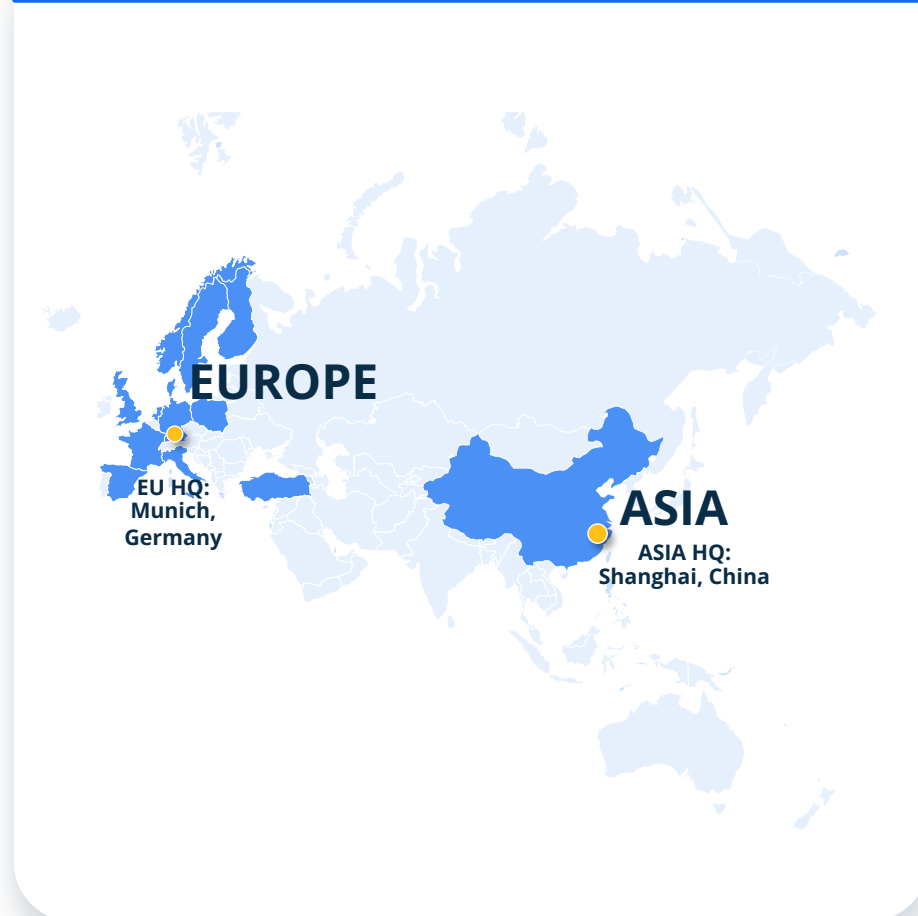 EUROPE
EU HQ:
Munich,
Germany
ASIA
ASIA HQ:
Shanghai, China